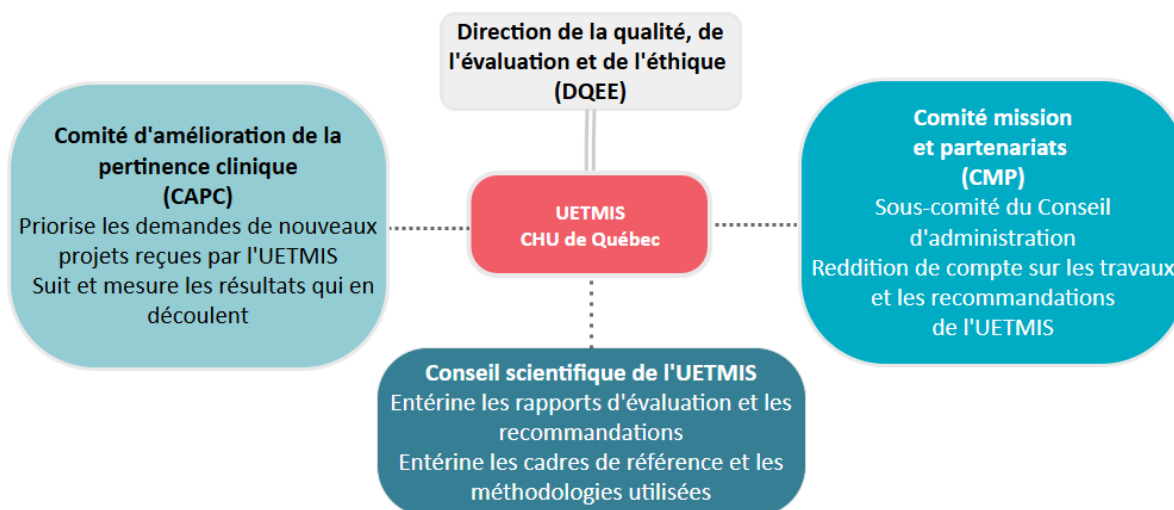 Direction de la qualité, de
l'évaluation et de l'éthique
(DQEE)
Comité d'amélioration de la
pertinence clinique
(CAPC)
Priorise les demandes de nouveaux
projets reçues par l'UETMIS
Suit et mesure les résultats qui en
découlent
UETMIS
CHU de Québec
Comité mission
et partenariats
(CMP)
Sous-comité du Conseil
d'administration
Reddition de compte sur les travaux
et les recommandations
de l'UETMIS
Conseil scientifique de l'UETMIS
Entérine les rapports d'évaluation et les
recommandations
Entérine les cadres de référence et les
méthodologies utilisées